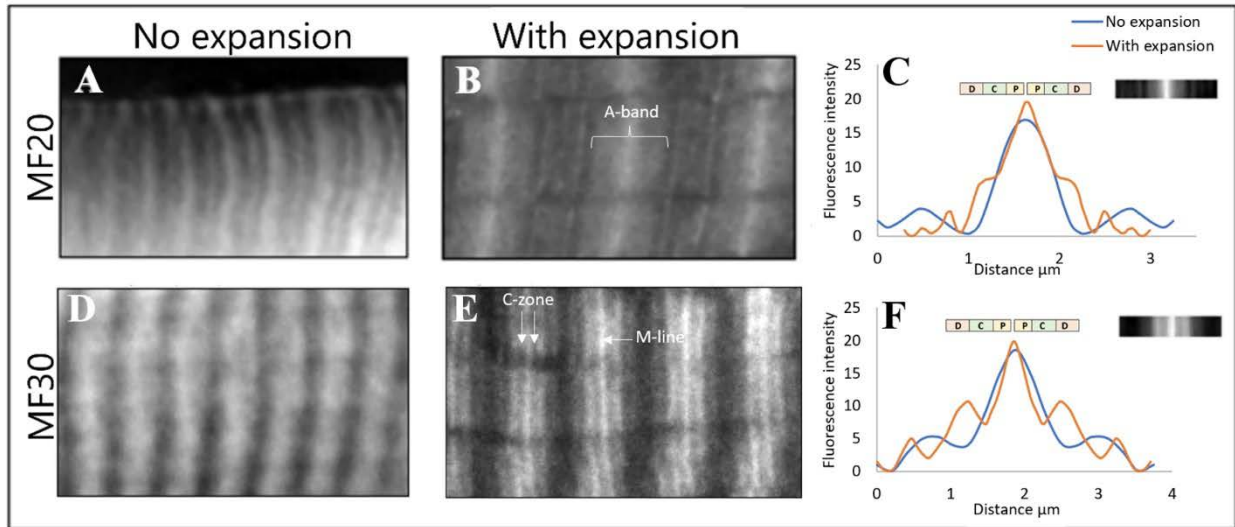 No expansion
With expansion
MF20
A
B
A-band
C
No expansion
With expansion
D C P P C D
Fluorescence intensity
25
20
15
10
5
0
0 1 2 3
Distance µm
MF30
D
E
C-zone
M-line
F
D C P P C D
Fluorescence intensity
25
20
15
10
5
0
0 1 2 3 4
Distance µm